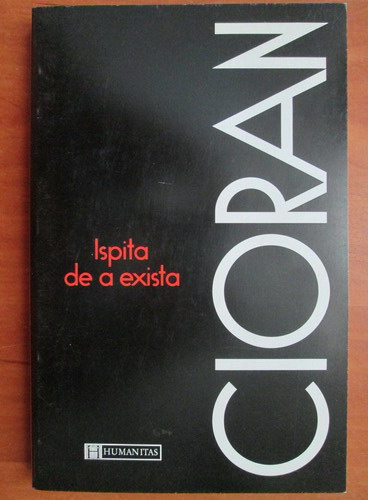 CIORAN
Ispita
de a exista
HUMANITAS